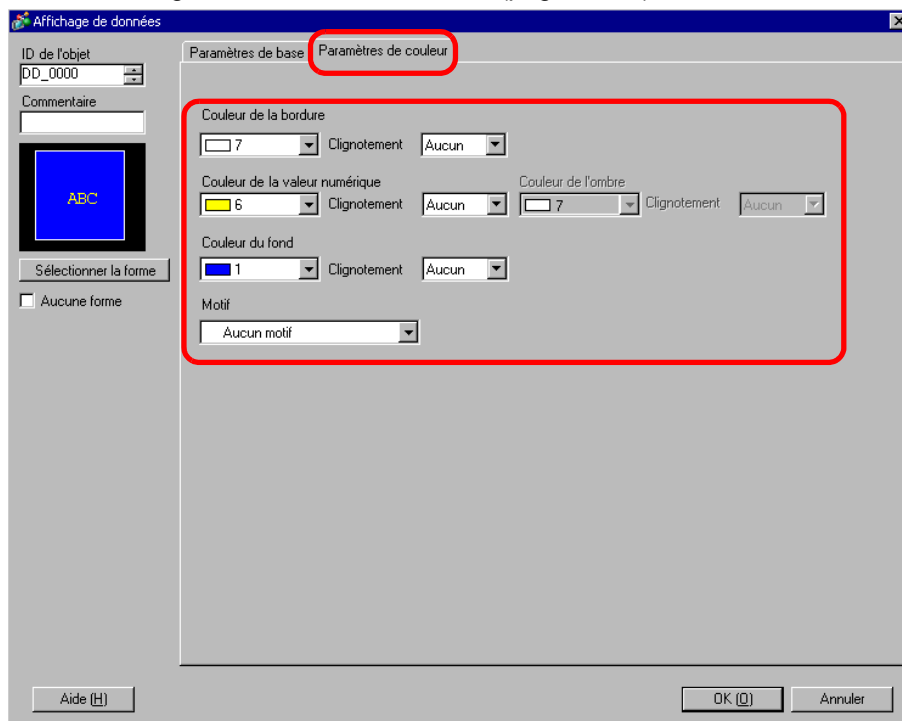 Affichage de données
ID de l'objet
DD_0000
Commentaire
ABC
Sélectionner la forme
Aucune forme
Paramètres de base Paramètres de couleur
Couleur de la bordure
7 Clignotement Aucun
Couleur de la valeur numérique Couleur de l'ombre
6 Clignotement Aucun 7 Clignotement Aucun
Couleur du fond
1 Clignotement Aucun
Motif
Aucun motif
Aide (H) OK (O) Annuler